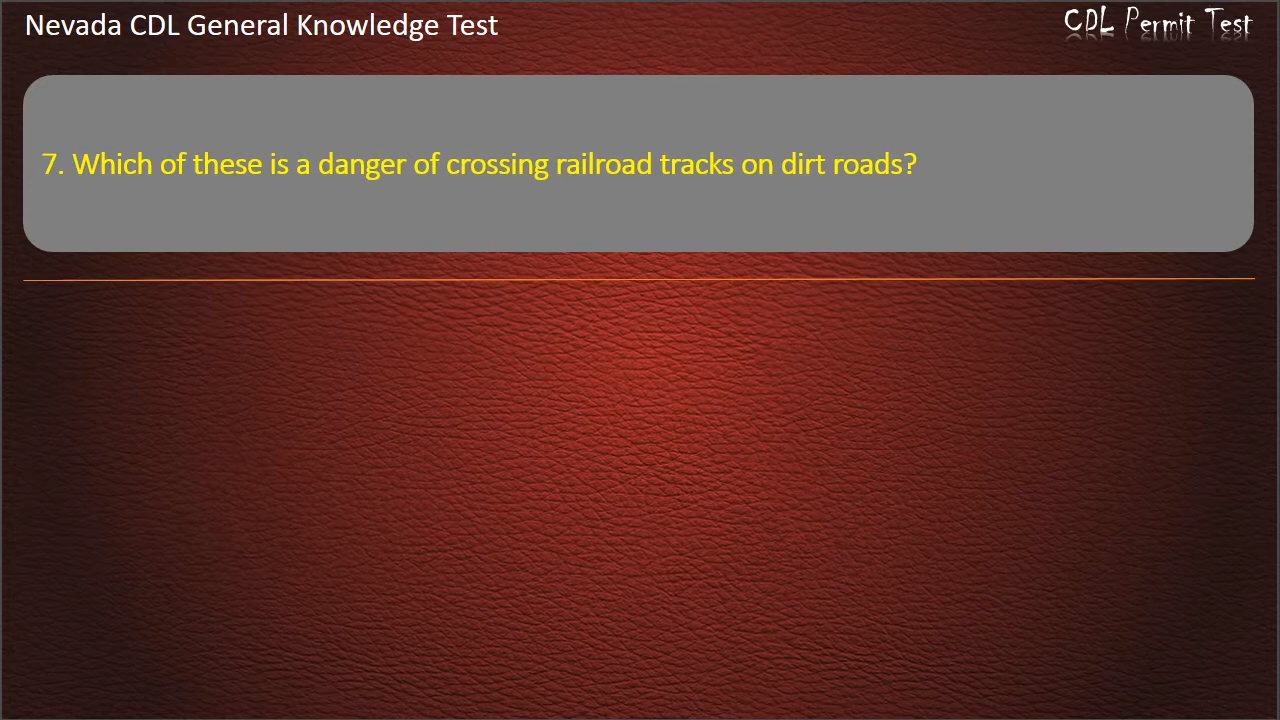 Nevada CDL General Knowledge Test
CDL Permit Test
7. Which of these is a danger of crossing railroad tracks on dirt roads?